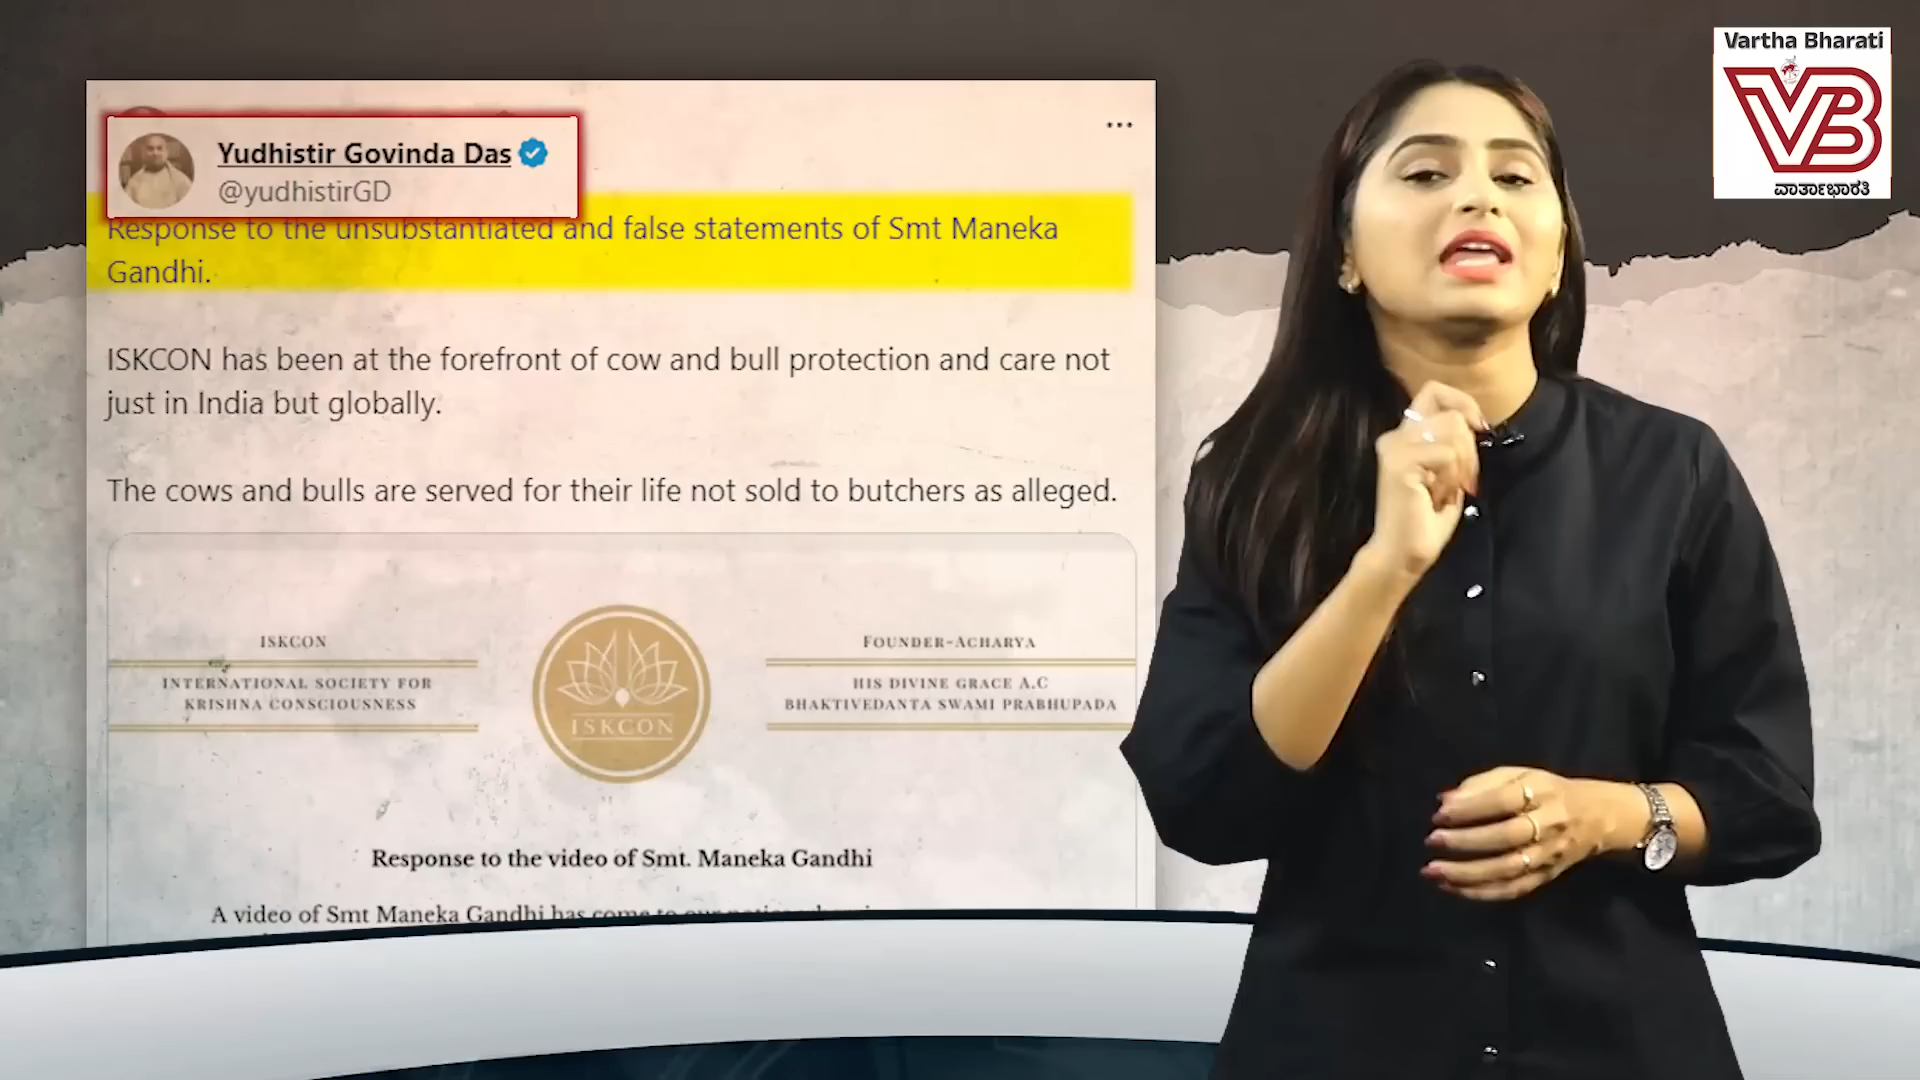 Vartha Bharati
VB
ವಾರ್ತಾಭಾರತಿ
Yudhistir Govinda Das
@yudhistirGD
Response to the unsubstantiated and false statements of Smt Maneka
Gandhi.
ISKCON has been at the forefront of cow and bull protection and care not
just in India but globally.
The cows and bulls are served for their life not sold to butchers as alleged.
ISKCON
INTERNATIONAL SOCIETY FOR
KRISHNA CONSCIOUSNESS
ISKCON
FOUNDER-ACHARYA
HIS DIVINE GRACE A.C
BHAKTIVEDANTA SWAMI PRABHUPADA
Response to the video of Smt. Maneka Gandhi
A video of Smt Maneka Gandhi has come to our